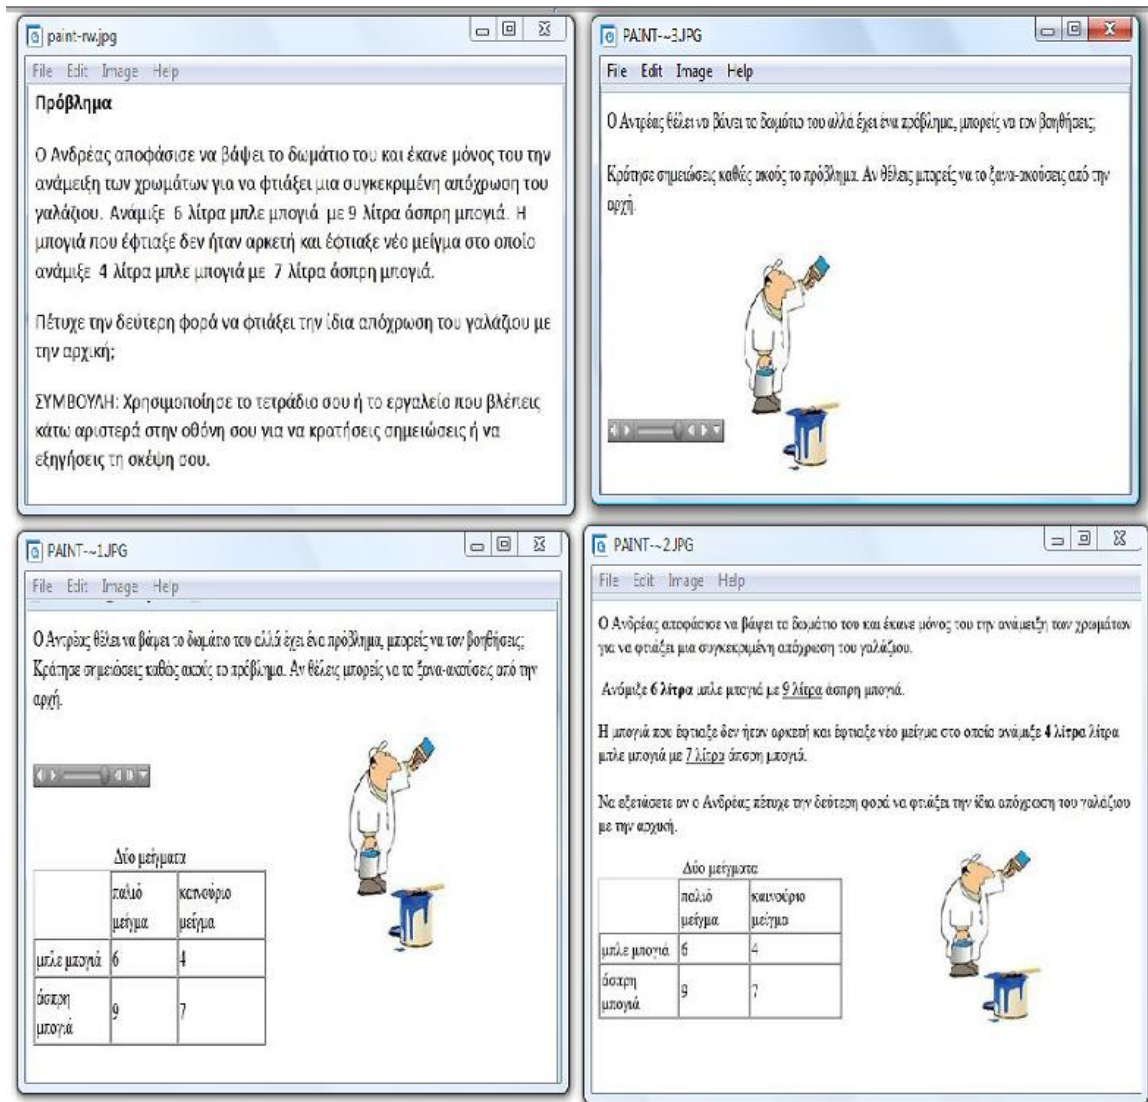 paint-rw.jpg
File Edit Image Help
Πρόβλημα
Ο Ανδρέας αποφάσισε να βάψει το δωμάτιο του και έκανε μόνος του την
ανάμειξη των χρωμάτων για να φτιάξει μια συγκεκριμένη απόχρωση του
γαλάζιου. Ανάμιξε 6 λίτρα μπλε μπογιά με 9 λίτρα άσπρη μπογιά. Η
μπογιά που έφτιαξε δεν ήταν αρκετή και έφτιαξε νέο μείγμα στο οποίο
ανάμιξε 4 λίτρα μπλε μπογιά με 7 λίτρα άσπρη μπογιά.
Πέτυχε την δεύτερη φορά να φτιάξει την ίδια απόχρωση του γαλάζιου με
την αρχική;
ΣΥΜΒΟΥΛΗ: Χρησιμοποίησε το τετράδιο σου ή το εργαλείο που βλέπεις
κάτω αριστερά στην οθόνη σου για να κρατήσεις σημειώσεις ή να
εξηγήσεις τη σκέψη σου.
PAINT-~3.JPG
File Edit Image Help
Ο Αντρέας θέλει να βάψει το δωμάτιο του αλλά έχει ένα πρόβλημα, μπορείς να τον βοηθήσεις;
Κράτησε σημειώσεις καθώς ακούς το πρόβλημα. Αν θέλεις μπορείς να το ξανα-ακούσεις από την
αρχή.
PAINT-~1.JPG
File Edit Image Help
Ο Αντρέας θέλει να βάψει το δωμάτιο του αλλά έχει ένα πρόβλημα, μπορείς να τον βοηθήσεις;
Κράτησε σημειώσεις καθώς ακούς το πρόβλημα. Αν θέλεις μπορείς να το ξανα-ακούσεις από την
αρχή.
Δύο μείγματα
παλιό καινούριο
μείγμα μείγμα
μπλε μπογιά 6 4
άσπρη
μπογιά 9 7
PAINT-~2.JPG
File Edit Image Help
Ο Ανδρέας αποφάσισε να βάψει το δωμάτιο του και έκανε μόνος του την ανάμειξη των χρωμάτων
για να φτιάξει μια συγκεκριμένη απόχρωση του γαλάζιου.
Ανάμιξε 6 λίτρα μπλε μπογιά με 9 λίτρα άσπρη μπογιά.
Η μπογιά που έφτιαξε δεν ήταν αρκετή και έφτιαξε νέο μείγμα στο οποίο ανάμιξε 4 λίτρα λίτρα
μπλε μπογιά με 7 λίτρα άσπρη μπογιά.
Να εξετάσετε αν ο Ανδρέας πέτυχε την δεύτερη φορά να φτιάξει την ίδια απόχρωση του γαλάζιου
με την αρχική.
Δύο μείγματα
παλιό καινούριο
μείγμα μείγμα
μπλε μπογιά 6 4
άσπρη
μπογιά 9 7